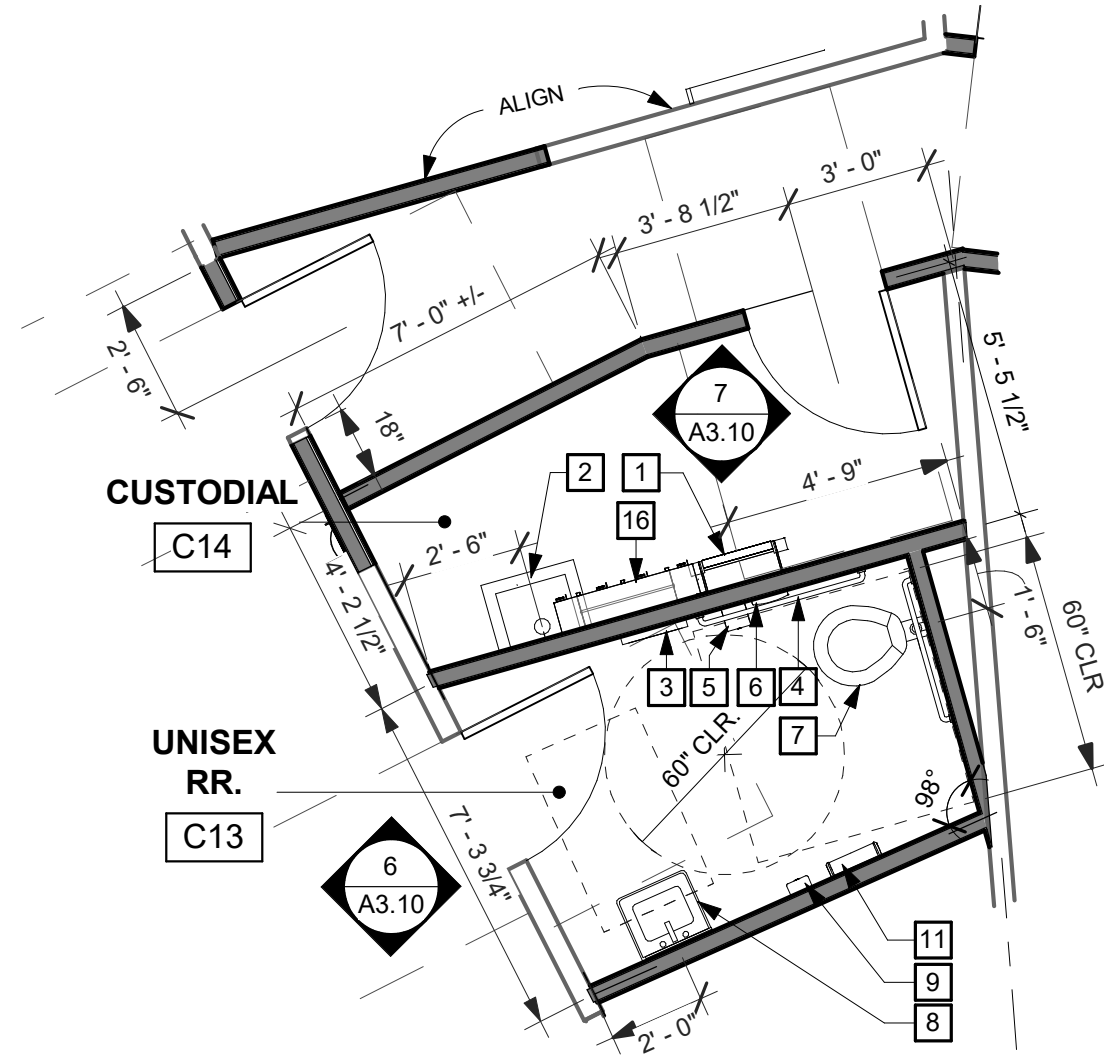 ALIGN
3' - 0"
3' - 8 1/2"
7' - 0" +/-
2' - 6"
18"
5' - 5 1/2"
7
A3.10
CUSTODIAL
C14
2
1
16
4' - 9"
2' - 6"
4' - 2 1/2"
1' - 6"
60" CLR
3
5
6
4
7
60" CLR.
UNISEX
RR.
C13
98°
7' - 3 3/4"
6
A3.10
11
9
8
2' - 0"